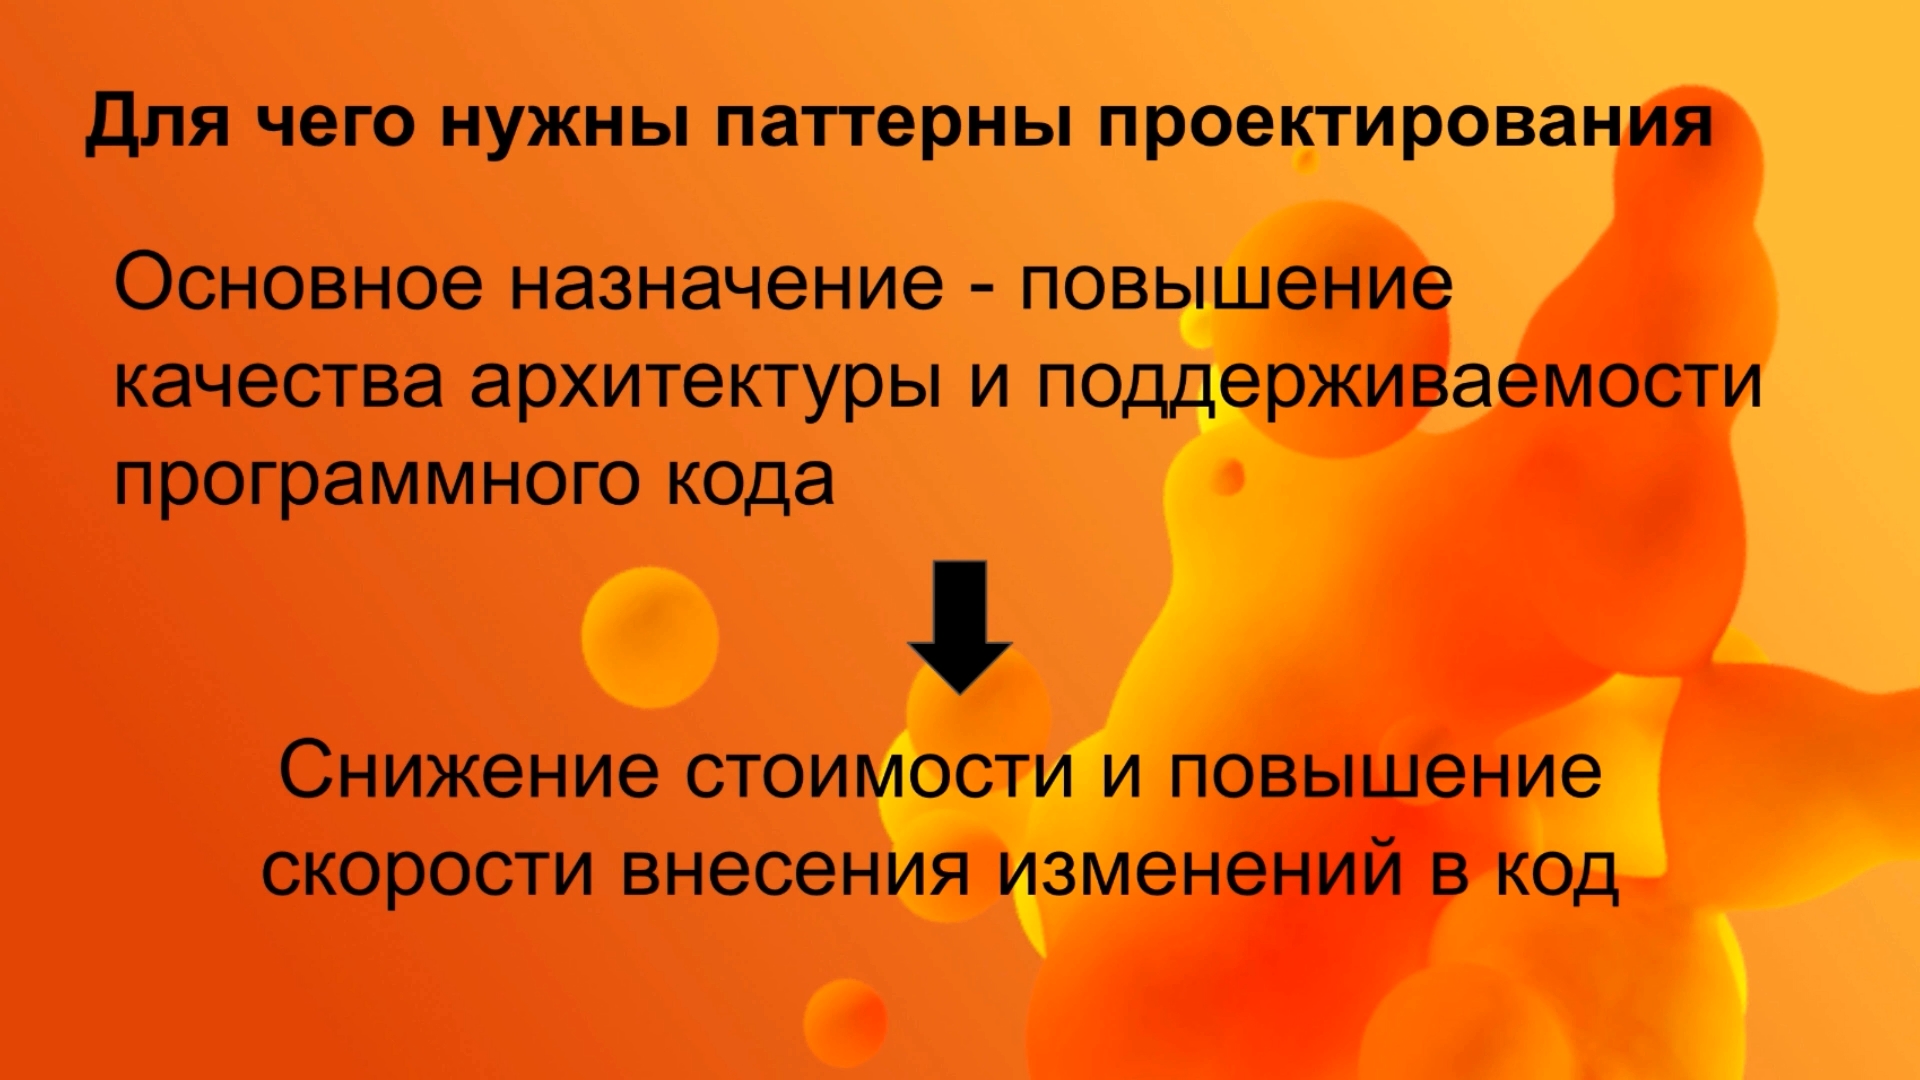 Для чего нужны паттерны проектирования
Основное назначение - повышение
качества архитектуры и поддерживаемости
программного кода
Снижение стоимости и повышение
скорости внесения изменений в код